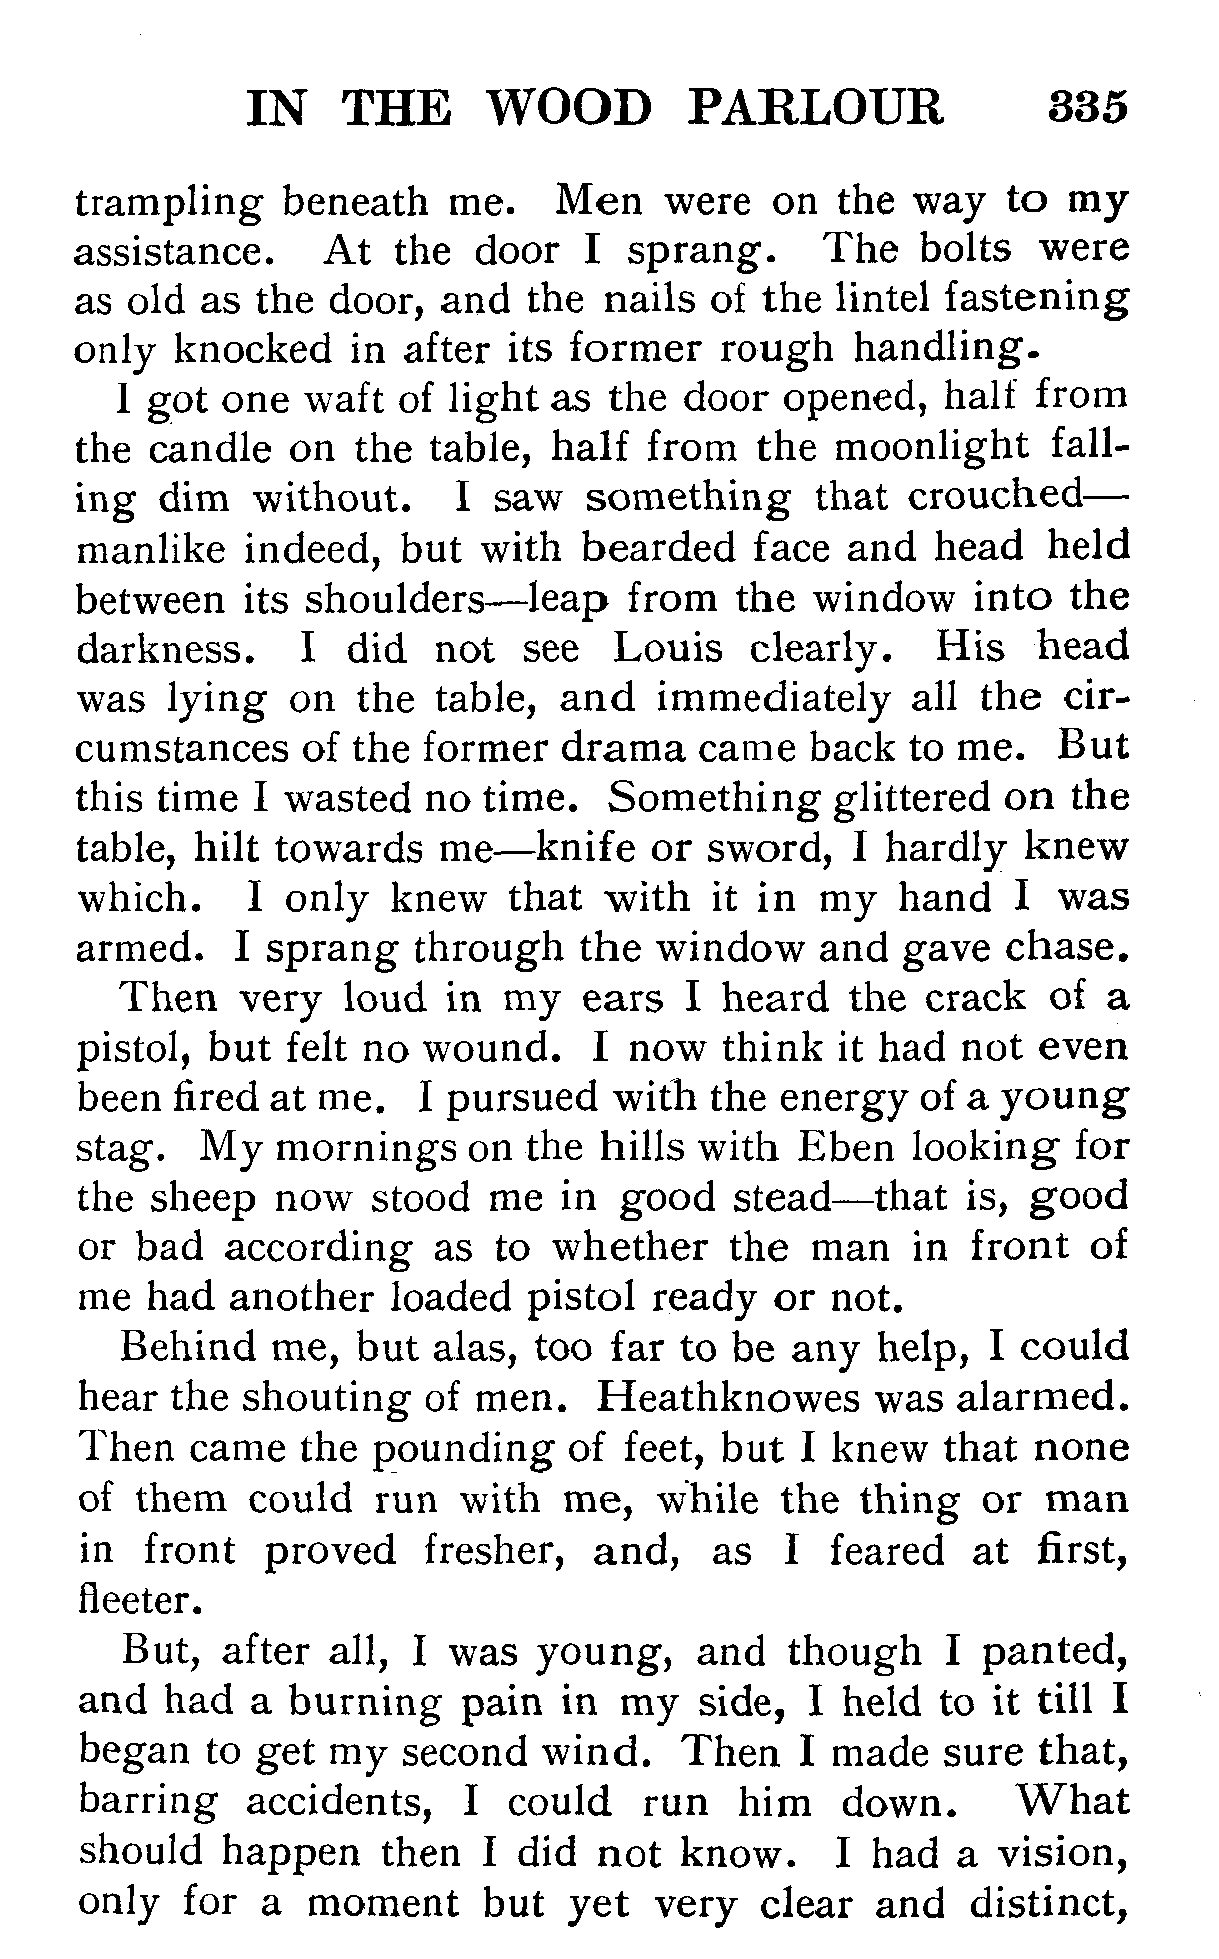 IN THE WOOD PARLOUR 335
trampling beneath me. Men were on the way to my
assistance. At the door I sprang. The bolts were
as old as the door, and the nails of the lintel fastening
only knocked in after its former rough handling.
I got one waft of light as the door opened, half from
the candle on the table, half from the moonlight fall-
ing dim without. I saw something that crouched—
manlike indeed, but with bearded face and head held
between its shoulders—leap from the window into the
darkness. I did not see Louis clearly. His head
was lying on the table, and immediately all the cir-
cumstances of the former drama came back to me. But
this time I wasted no time. Something glittered on the
table, hilt towards me—knife or sword, I hardly knew
which. I only knew that with it in my hand I was
armed. I sprang through the window and gave chase.
Then very loud in my ears I heard the crack of a
pistol, but felt no wound. I now think it had not even
been fired at me. I pursued with the energy of a young
stag. My mornings on the hills with Eben looking for
the sheep now stood me in good stead—that is, good
or bad according as to whether the man in front of
me had another loaded pistol ready or not.
Behind me, but alas, too far to be any help, I could
hear the shouting of men. Heathknowes was alarmed.
Then came the pounding of feet, but I knew that none
of them could run with me, while the thing or man
in front proved fresher, and, as I feared at first,
fleeter.
But, after all, I was young, and though I panted,
and had a burning pain in my side, I held to it till I
began to get my second wind. Then I made sure that,
barring accidents, I could run him down. What
should happen then I did not know. I had a vision,
only for a moment but yet very clear and distinct,